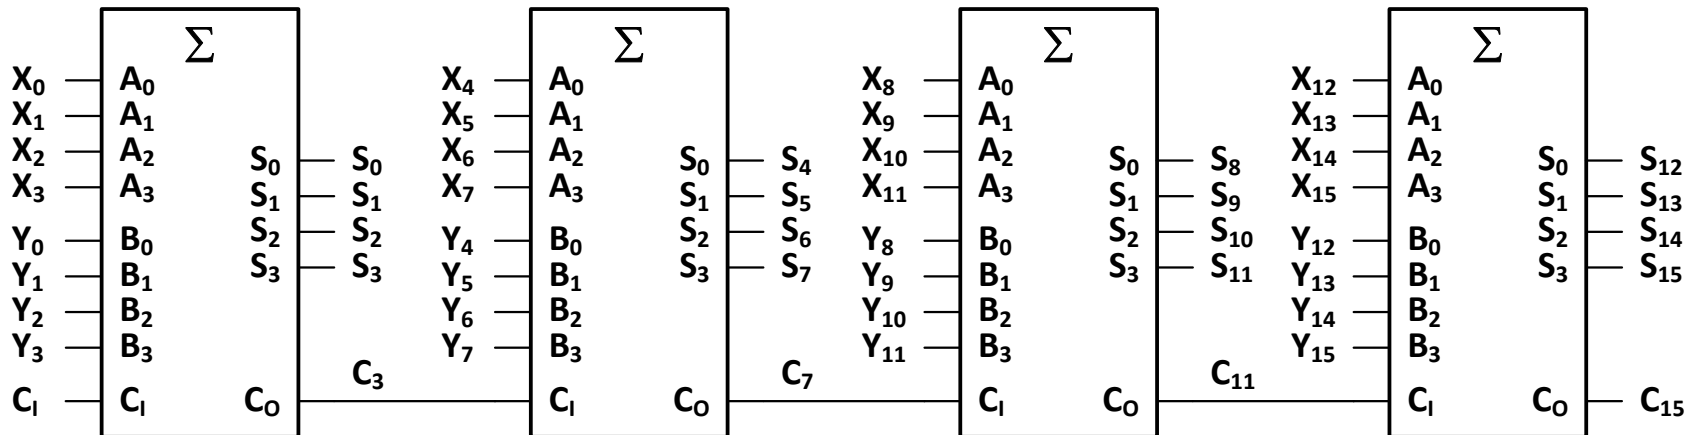 Σ Σ Σ Σ
X₀ A₀ X₄ A₀ X₈ A₀ X₁₂ A₀
X₁ A₁ X₅ A₁ X₉ A₁ X₁₃ A₁
X₂ A₂ X₆ A₂ X₁₀ A₂ X₁₄ A₂
S₀ S₀ S₀ S₄ S₀ S₈ S₀ S₁₂
X₃ A₃ X₇ A₃ X₁₁ A₃ X₁₅ A₃
S₁ S₁ S₁ S₅ S₁ S₉ S₁ S₁₃
Y₀ B₀ S₂ S₂ Y₄ B₀ S₂ S₆ Y₈ B₀ S₂ S₁₀ Y₁₂ B₀ S₂ S₁₄
Y₁ B₁ S₃ S₃ Y₅ B₁ S₃ S₇ Y₉ B₁ S₃ S₁₁ Y₁₃ B₁ S₃ S₁₅
Y₂ B₂ Y₆ B₂ Y₁₀ B₂ Y₁₄ B₂
Y₃ B₃ Y₇ B₃ Y₁₁ B₃ Y₁₅ B₃
C₃ C₇ C₁₁
C_I C_I C_O C_I C_O C_I C_O C_I C_O C₁₅